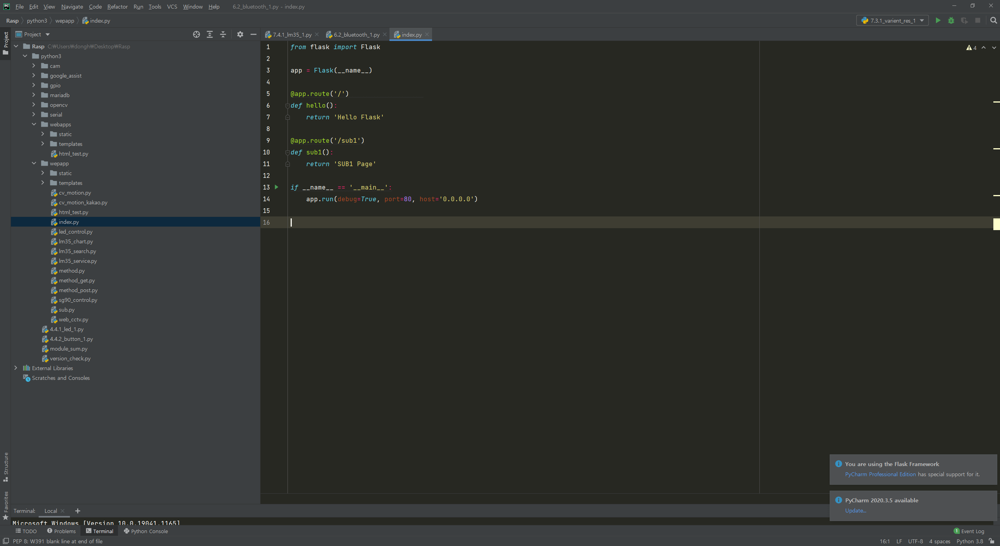 File Edit View Navigate Code Refactor Run Tools VCS Window Help 6.2_bluetooth_1.py - index.py
Rasp python3 wepapp index.py 7.3.1_varient_res_1
Project
Project
7.4.1_lm35_1.py 6.2_bluetooth_1.py index.py
Rasp C:₩Users₩dongh₩Desktop₩Rasp
python3
cam
google_assist
gpio
mariadb
opencv
serial
webapps
static
templates
html_test.py
wepapp
static
templates
cv_motion.py
cv_motion_kakao.py
html_test.py
index.py
led_control.py
lm35_chart.py
lm35_search.py
lm35_service.py
method.py
method_get.py
method_post.py
sg90_control.py
sub.py
web_cctv.py
4.4.1_led_1.py
4.4.2_button_1.py
module_sum.py
version_check.py
External Libraries
Scratches and Consoles
Structure
Favorites
1 from flask import Flask
2
3 app = Flask(__name__)
4
5 @app.route('/')
6 def hello():
7     return 'Hello Flask'
8
9 @app.route('/sub1')
10 def sub1():
11     return 'SUB1 Page'
12
13 if __name__ == '__main__':
14     app.run(debug=True, port=80, host='0.0.0.0')
15
16
4
You are using the Flask Framework
PyCharm Professional Edition has special support for it.
PyCharm 2020.3.5 available
Update...
Terminal: Local
Microsoft Windows [Version 10.0.19041.1165]
TODO Problems Terminal Python Console 1 Event Log
PEP 8: W391 blank line at end of file 16:1 LF UTF-8 4 spaces Python 3.8